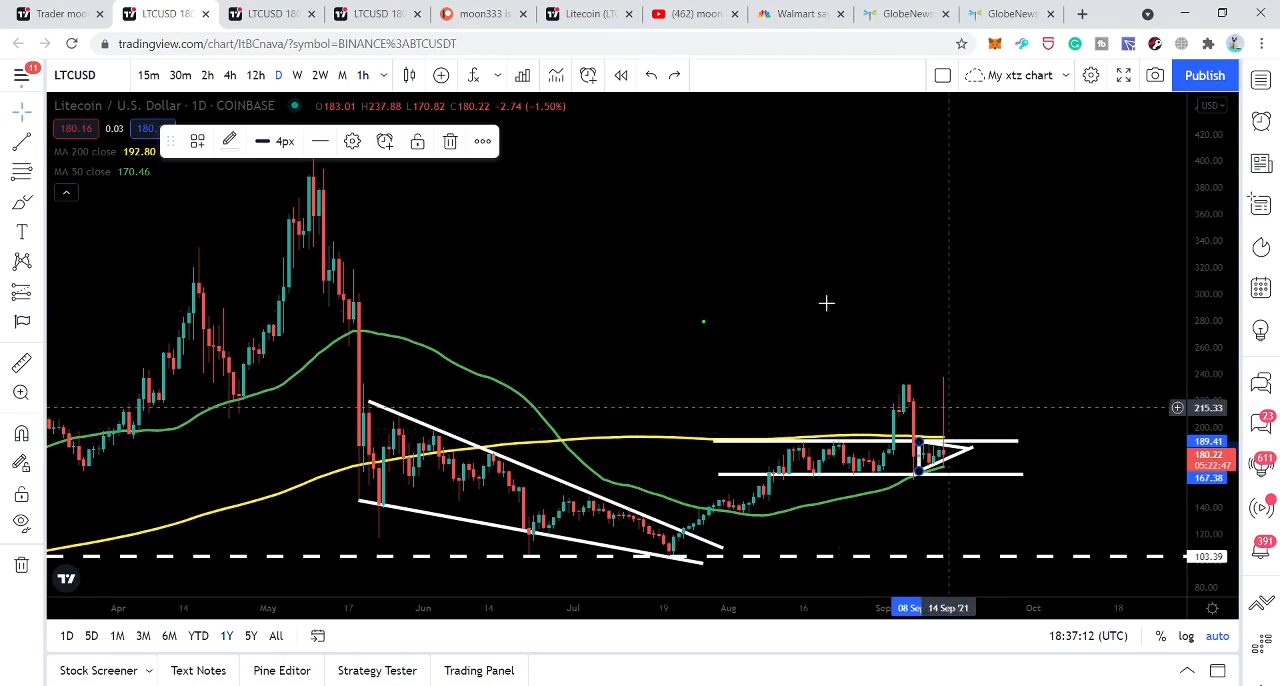 Trader moo
LTCUSD 180
LTCUSD 180
LTCUSD 180
moon333 is
Litecoin (LTC
(462) moon
Walmart say
GlobeNews
GlobeNews
tradingview.com/chart/ItBCnava/?symbol=BINANCE%3ABTCUSDT
11
LTCUSD
15m 30m 2h 4h 12h D W 2W M 1h
My xtz chart
Publish
Litecoin / U.S. Dollar · 1D · COINBASE
O183.01 H237.88 L170.82 C180.22 -2.74 (-1.50%)
USD
180.16 0.03 180.
4px
MA 200 close 192.80
MA 50 close 170.46
420.00
400.00
380.00
360.00
340.00
320.00
300.00
280.00
260.00
240.00
215.33
200.00
189.41
180.22
05:22:47
167.38
140.00
120.00
103.39
80.00
23
611
391
Apr 14 May 17 Jun 14 Jul 19 Aug 16 Sep 08 Se 14 Sep '21 Oct 18
1D 5D 1M 3M 6M YTD 1Y 5Y All
18:37:12 (UTC) % log auto
Stock Screener Text Notes Pine Editor Strategy Tester Trading Panel